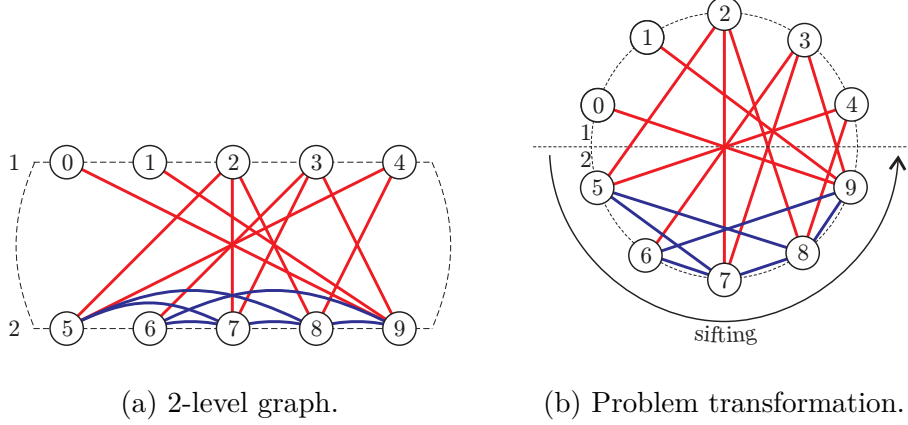 1 0 1 2 3 4
2 5 6 7 8 9
(a) 2-level graph.
2
1 3
0 4
1
2
5 9
6 8
7
sifting
(b) Problem transformation.